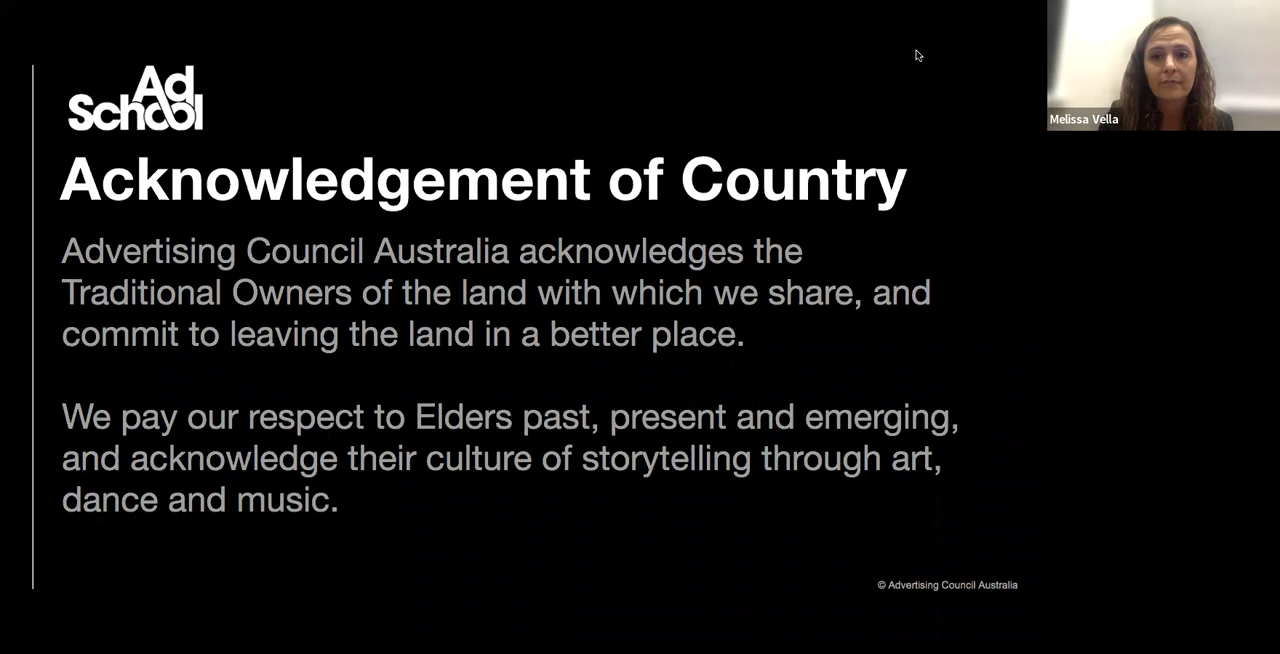 Ad
School
Melissa Vella
Acknowledgement of Country
Advertising Council Australia acknowledges the
Traditional Owners of the land with which we share, and
commit to leaving the land in a better place.
We pay our respect to Elders past, present and emerging,
and acknowledge their culture of storytelling through art,
dance and music.
© Advertising Council Australia